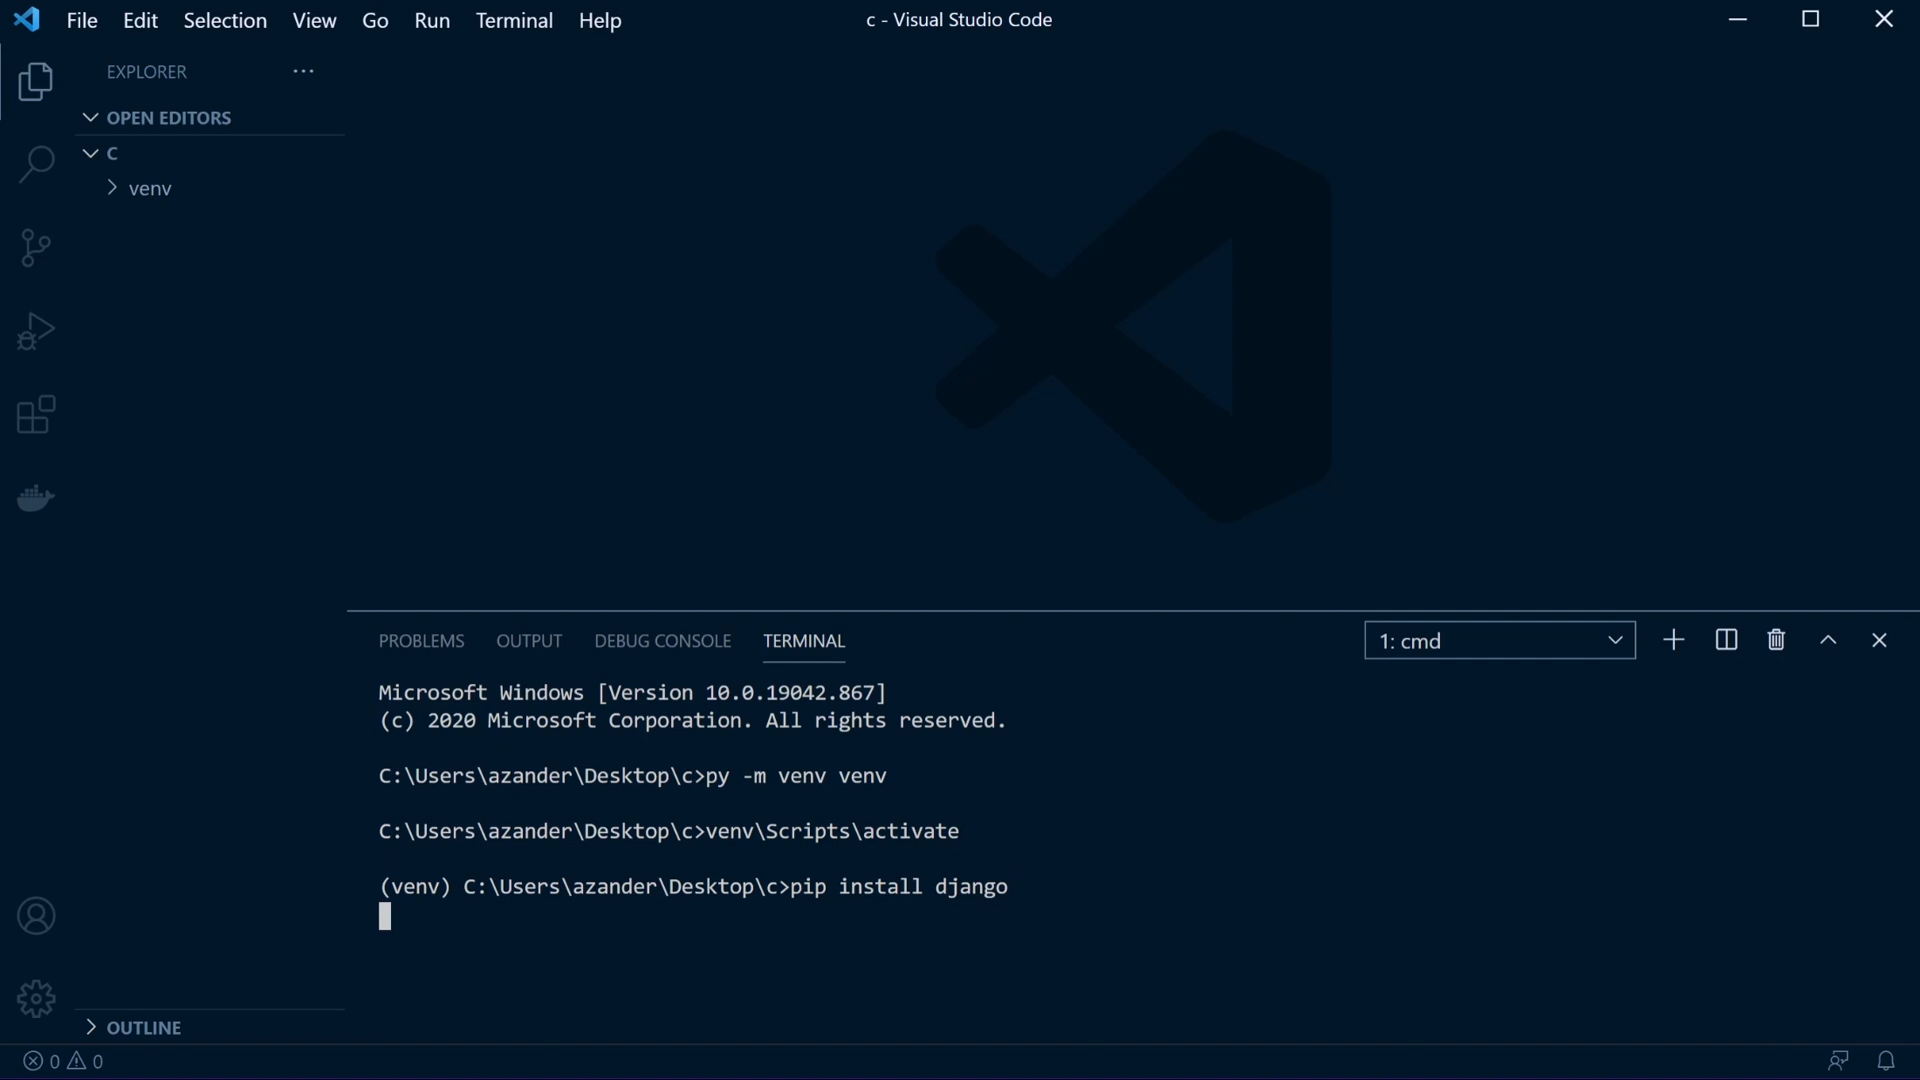 File Edit Selection View Go Run Terminal Help
c - Visual Studio Code
EXPLORER
OPEN EDITORS
C
venv
PROBLEMS OUTPUT DEBUG CONSOLE TERMINAL
1: cmd
Microsoft Windows [Version 10.0.19042.867]
(c) 2020 Microsoft Corporation. All rights reserved.
C:\Users\azander\Desktop\c>py -m venv venv
C:\Users\azander\Desktop\c>venv\Scripts\activate
(venv) C:\Users\azander\Desktop\c>pip install django
OUTLINE
0 0